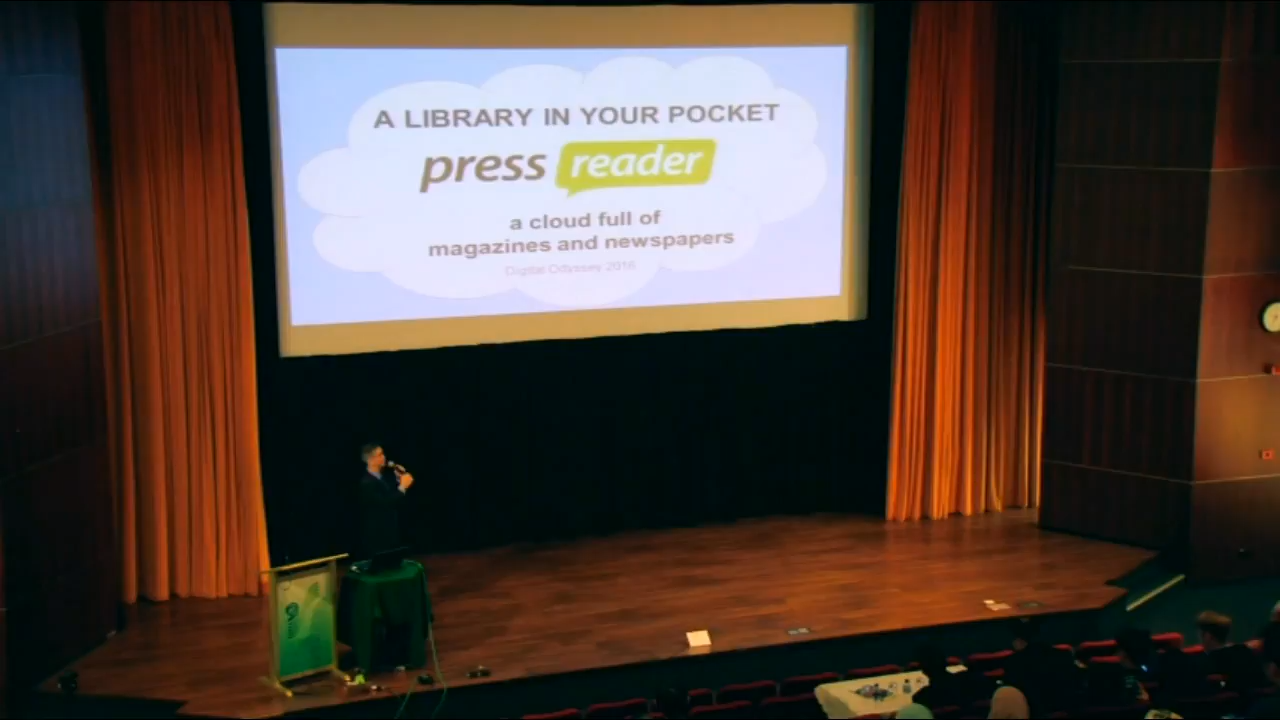 A LIBRARY IN YOUR POCKET
press reader
a cloud full of
magazines and newspapers
Digital Odyssey 2016